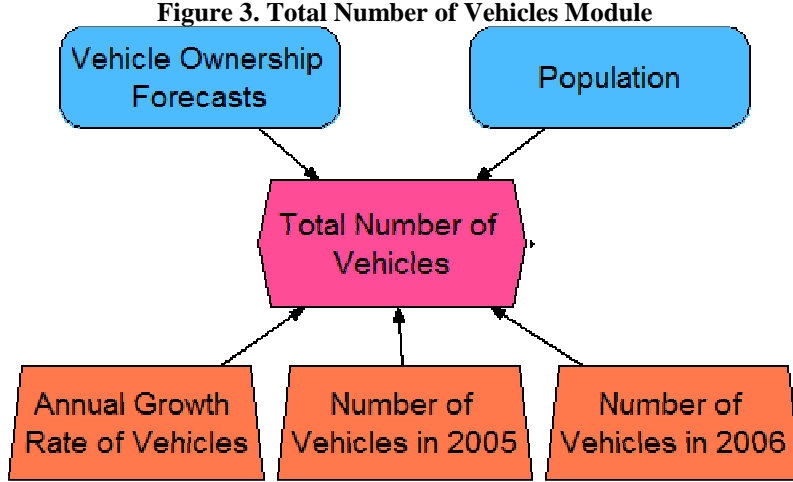 Figure 3. Total Number of Vehicles Module
Vehicle Ownership
Forecasts
Population
Total Number of
Vehicles
Annual Growth
Rate of Vehicles
Number of
Vehicles in 2005
Number of
Vehicles in 2006